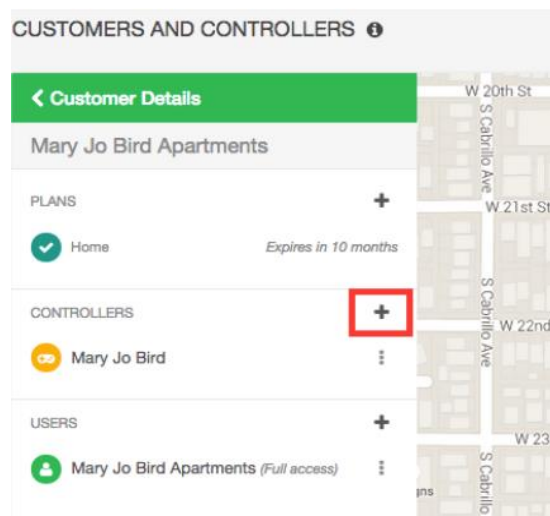 CUSTOMERS AND CONTROLLERS
Customer Details
Mary Jo Bird Apartments
PLANS
Home Expires in 10 months
CONTROLLERS
Mary Jo Bird
USERS
Mary Jo Bird Apartments (Full access)
W 20th St
S Cabrillo Ave
W 21st St
S Cabrillo Ave
W 22nd
W 23
S Cabrillo